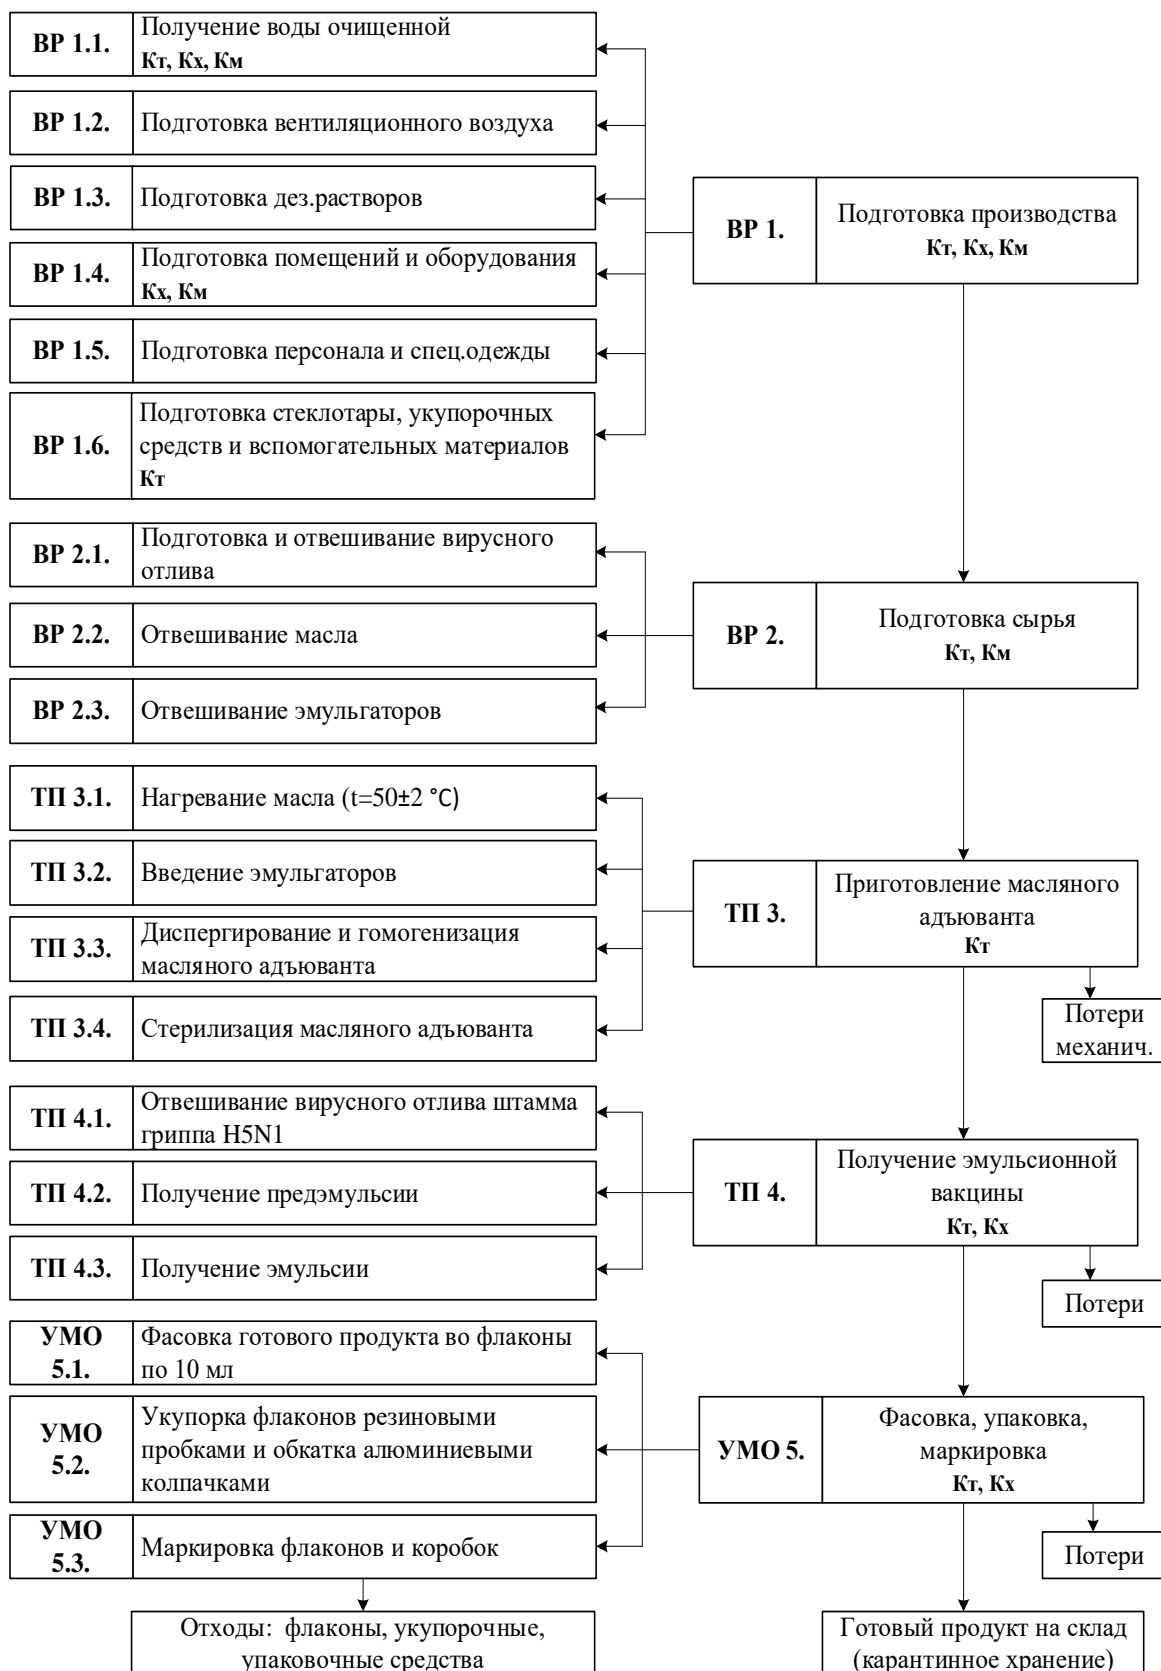 ВР 1.1.
Получение воды очищенной
Кт, Кх, Км
ВР 1.2.
Подготовка вентиляционного воздуха
ВР 1.3.
Подготовка дез.растворов
ВР 1.4.
Подготовка помещений и оборудования
Кх, Км
ВР 1.5.
Подготовка персонала и спец.одежды
ВР 1.6.
Подготовка стеклотары, укупорочных
средств и вспомогательных материалов
Кт
ВР 1.
Подготовка производства
Кт, Кх, Км
ВР 2.1.
Подготовка и отвешивание вирусного
отлива
ВР 2.2.
Отвешивание масла
ВР 2.3.
Отвешивание эмульгаторов
ВР 2.
Подготовка сырья
Кт, Км
ТП 3.1.
Нагревание масла (t=50±2 °C)
ТП 3.2.
Введение эмульгаторов
ТП 3.3.
Диспергирование и гомогенизация
масляного адъюванта
ТП 3.4.
Стерилизация масляного адъюванта
ТП 3.
Приготовление масляного
адъюванта
Кт
Потери
механич.
ТП 4.1.
Отвешивание вирусного отлива штамма
гриппа H5N1
ТП 4.2.
Получение предэмульсии
ТП 4.3.
Получение эмульсии
ТП 4.
Получение эмульсионной
вакцины
Кт, Кх
Потери
УМО
5.1.
Фасовка готового продукта во флаконы
по 10 мл
УМО
5.2.
Укупорка флаконов резиновыми
пробками и обкатка алюминиевыми
колпачками
УМО
5.3.
Маркировка флаконов и коробок
УМО 5.
Фасовка, упаковка,
маркировка
Кт, Кх
Потери
Отходы: флаконы, укупорочные,
упаковочные средства
Готовый продукт на склад
(карантинное хранение)